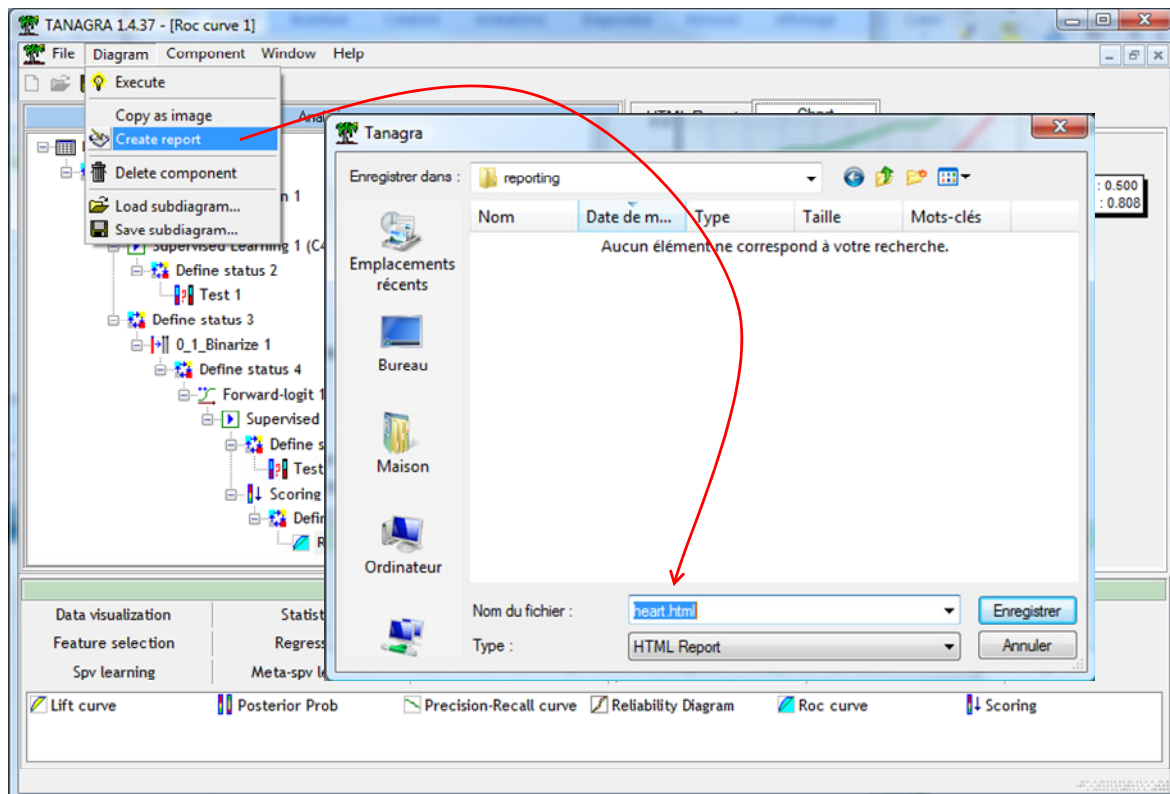 TANAGRA 1.4.37 - [Roc curve 1]
File Diagram Component Window Help
Execute
Copy as image
Create report
Delete component
Load subdiagram...
Save subdiagram...
n 1
Supervised Learning 1 (C4
Define status 2
Test 1
Define status 3
0_1_Binarize 1
Define status 4
Forward-logit 1
Supervised
Define s
Test
Scoring
Defin
R
HTML Report Chart
: 0.500
: 0.808
Tanagra
Enregistrer dans : reporting
Nom Date de m... Type Taille Mots-clés
Aucun élément ne correspond à votre recherche.
Emplacements
récents
Bureau
Maison
Ordinateur
Nom du fichier : heart.html Enregistrer
Type : HTML Report Annuler
Data visualization Statist
Feature selection Regress
Spv learning Meta-spv le
Lift curve Posterior Prob Precision-Recall curve Reliability Diagram Roc curve Scoring